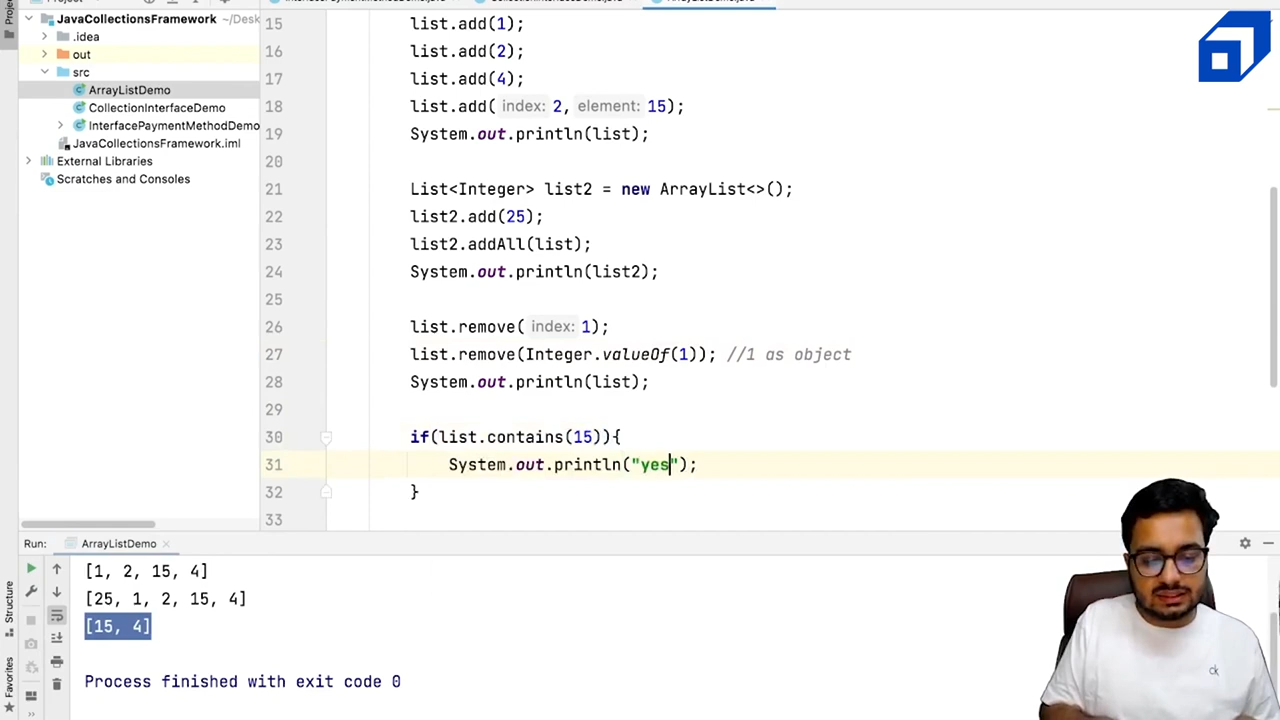 Project
JavaCollectionsFramework ~/Desk
.idea
out
src
ArrayListDemo
CollectionInterfaceDemo
InterfacePaymentMethodDemo
JavaCollectionsFramework.iml
External Libraries
Scratches and Consoles
15 list.add(1);
16 list.add(2);
17 list.add(4);
18 list.add( index: 2, element: 15);
19 System.out.println(list);
20
21 List<Integer> list2 = new ArrayList<>();
22 list2.add(25);
23 list2.addAll(list);
24 System.out.println(list2);
25
26 list.remove( index: 1);
27 list.remove(Integer.valueOf(1)); //1 as object
28 System.out.println(list);
29
30 if(list.contains(15)){
31 System.out.println("yes");
32 }
33
Run: ArrayListDemo
[1, 2, 15, 4]
[25, 1, 2, 15, 4]
[15, 4]
Process finished with exit code 0
Structure
Favorites